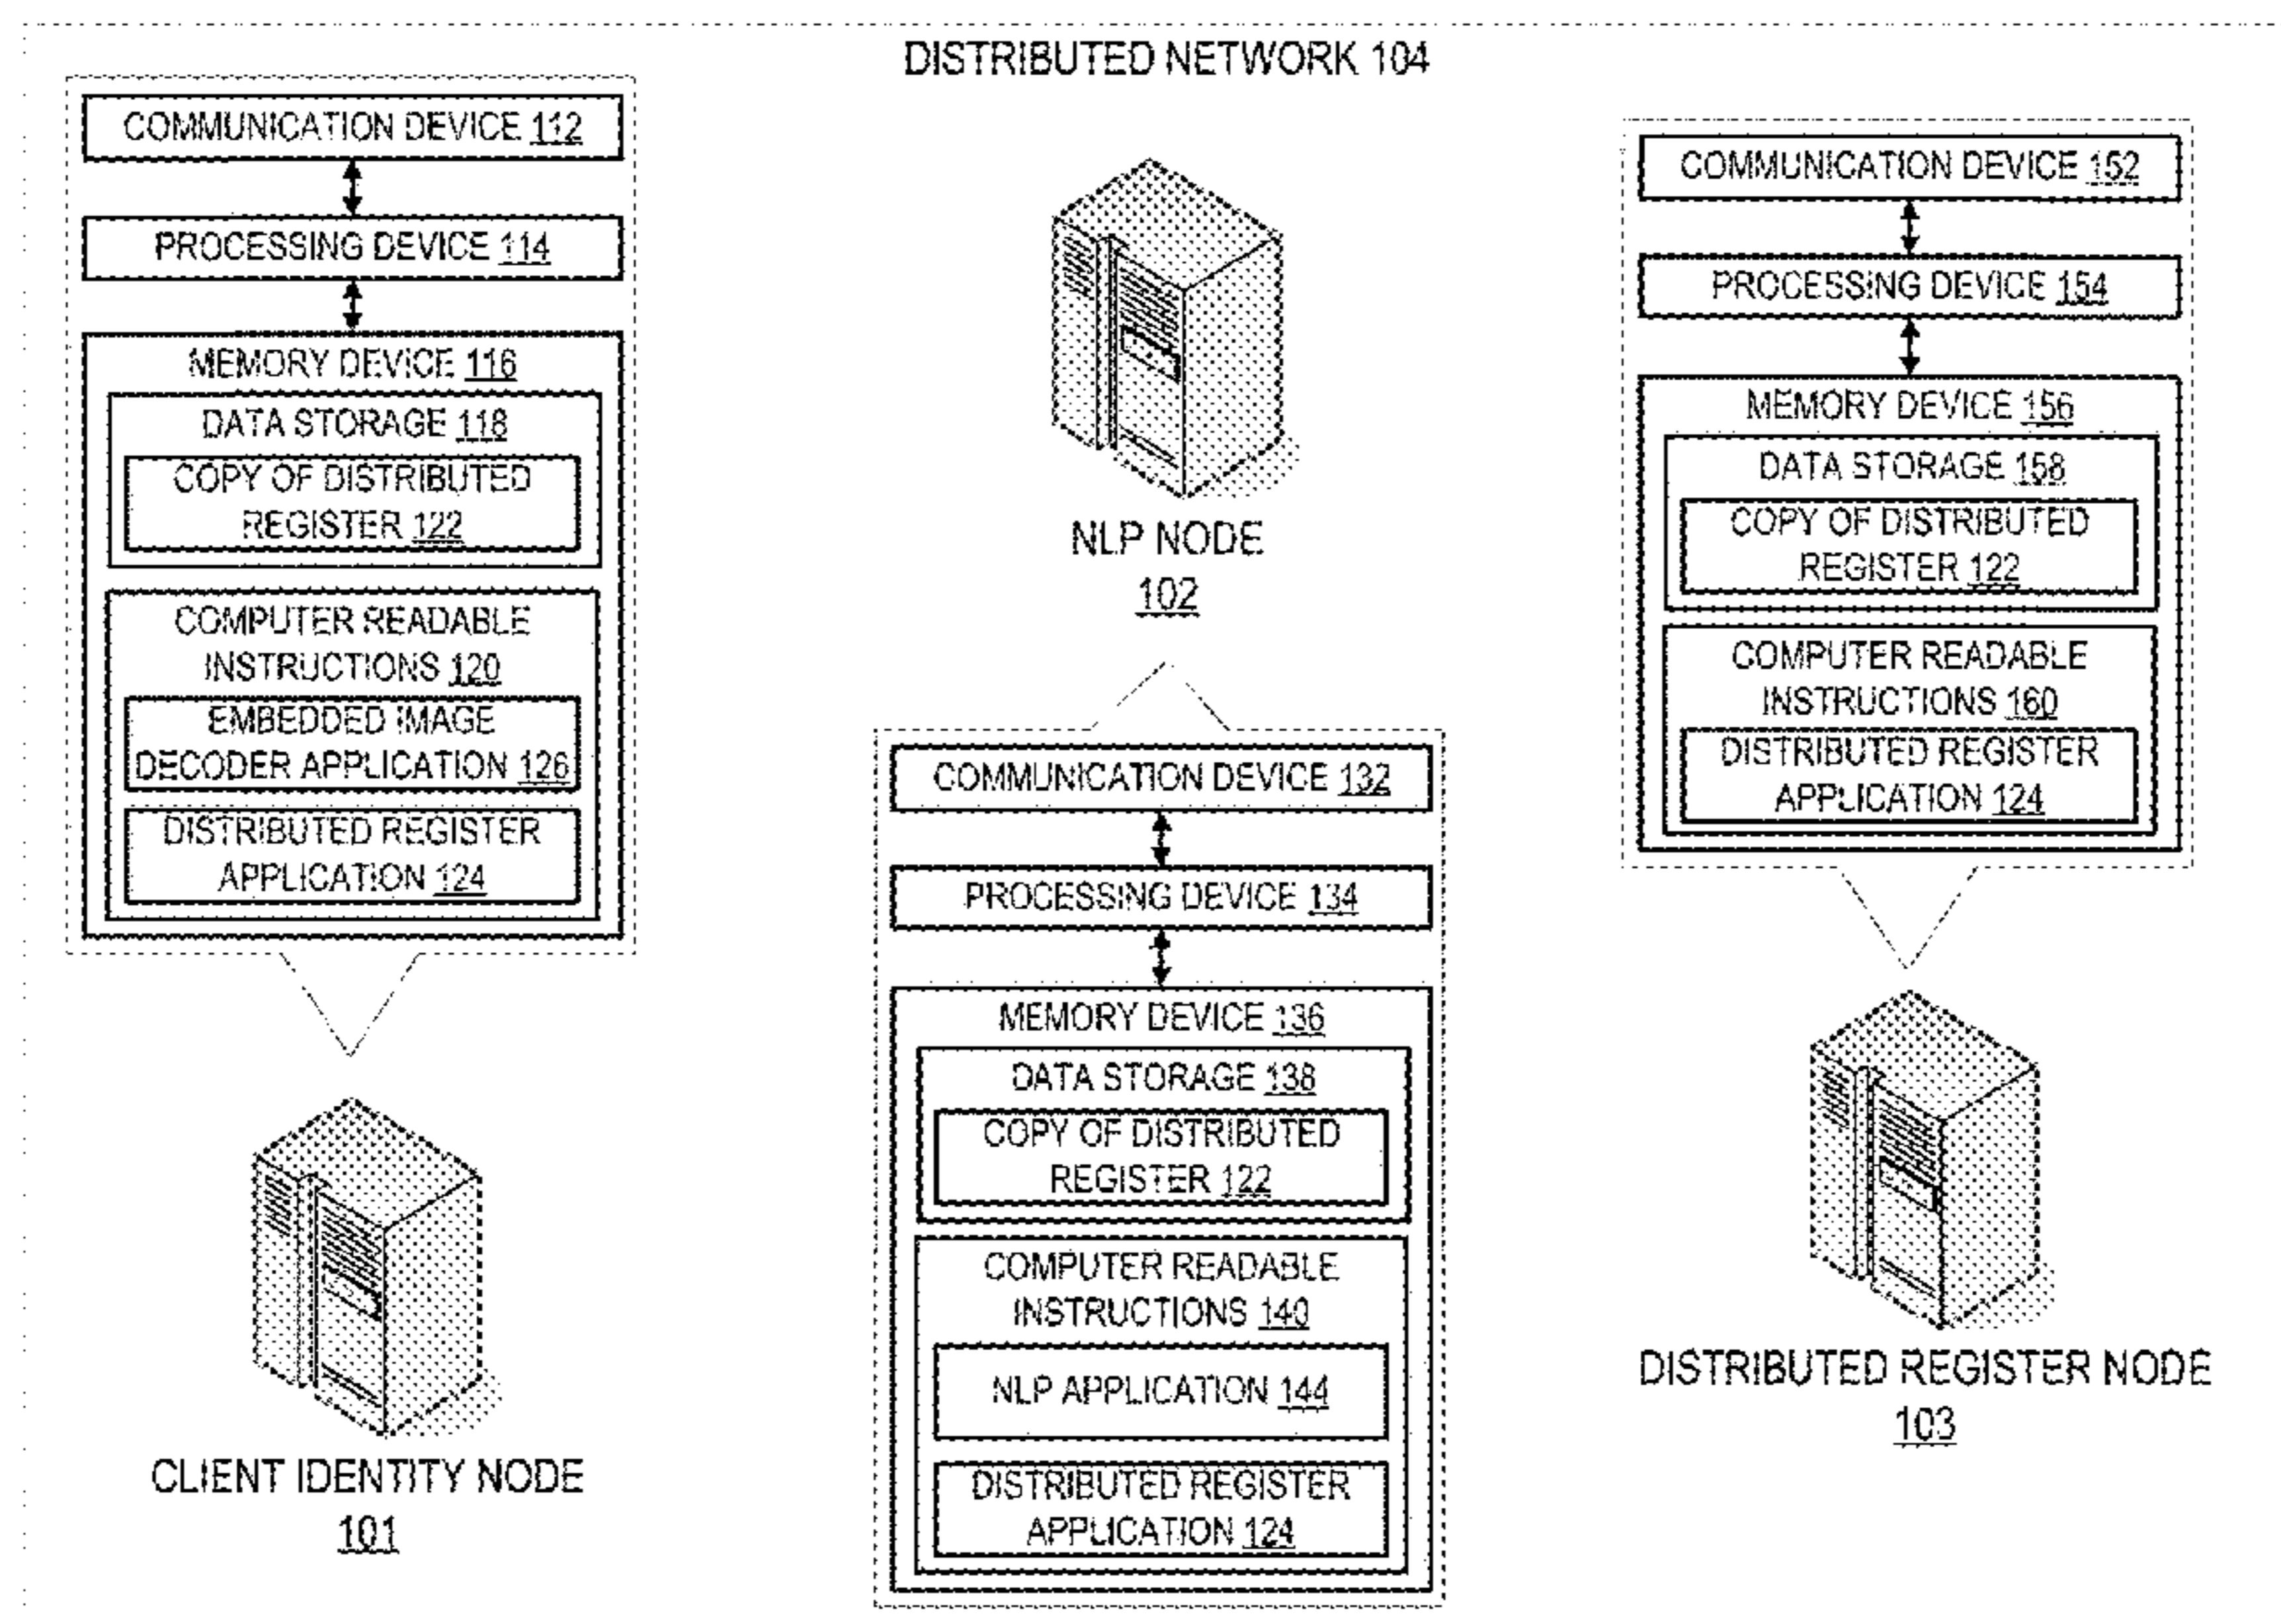 DISTRIBUTED NETWORK 104
COMMUNICATION DEVICE 112
PROCESSING DEVICE 114
MEMORY DEVICE 116
DATA STORAGE 118
COPY OF DISTRIBUTED
REGISTER 122
COMPUTER READABLE
INSTRUCTIONS 120
EMBEDDED IMAGE
DECODER APPLICATION 126
DISTRIBUTED REGISTER
APPLICATION 124
CLIENT IDENTITY NODE
101
NLP NODE
102
COMMUNICATION DEVICE 132
PROCESSING DEVICE 134
MEMORY DEVICE 136
DATA STORAGE 138
COPY OF DISTRIBUTED
REGISTER 122
COMPUTER READABLE
INSTRUCTIONS 140
NLP APPLICATION 144
DISTRIBUTED REGISTER
APPLICATION 124
COMMUNICATION DEVICE 152
PROCESSING DEVICE 154
MEMORY DEVICE 156
DATA STORAGE 158
COPY OF DISTRIBUTED
REGISTER 122
COMPUTER READABLE
INSTRUCTIONS 160
DISTRIBUTED REGISTER
APPLICATION 124
DISTRIBUTED REGISTER NODE
103